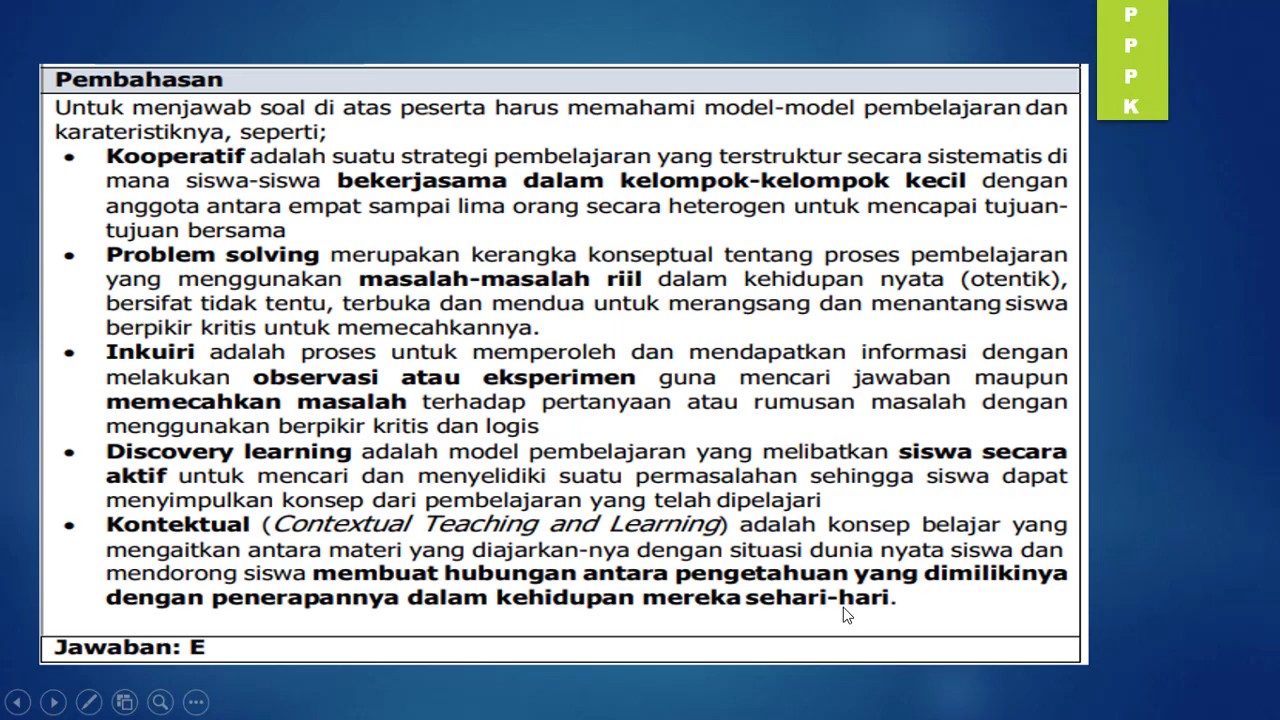 P
P
P
K
Pembahasan
Untuk menjawab soal di atas peserta harus memahami model-model pembelajaran dan
karateristiknya, seperti;
• Kooperatif adalah suatu strategi pembelajaran yang terstruktur secara sistematis di
mana siswa-siswa bekerjasama dalam kelompok-kelompok kecil dengan
anggota antara empat sampai lima orang secara heterogen untuk mencapai tujuan-
tujuan bersama
• Problem solving merupakan kerangka konseptual tentang proses pembelajaran
yang menggunakan masalah-masalah riil dalam kehidupan nyata (otentik),
bersifat tidak tentu, terbuka dan mendua untuk merangsang dan menantang siswa
berpikir kritis untuk memecahkannya.
• Inkuiri adalah proses untuk memperoleh dan mendapatkan informasi dengan
melakukan observasi atau eksperimen guna mencari jawaban maupun
memecahkan masalah terhadap pertanyaan atau rumusan masalah dengan
menggunakan berpikir kritis dan logis
• Discovery learning adalah model pembelajaran yang melibatkan siswa secara
aktif untuk mencari dan menyelidiki suatu permasalahan sehingga siswa dapat
menyimpulkan konsep dari pembelajaran yang telah dipelajari
• Kontektual (Contextual Teaching and Learning) adalah konsep belajar yang
mengaitkan antara materi yang diajarkan-nya dengan situasi dunia nyata siswa dan
mendorong siswa membuat hubungan antara pengetahuan yang dimilikinya
dengan penerapannya dalam kehidupan mereka sehari-hari.
Jawaban: E